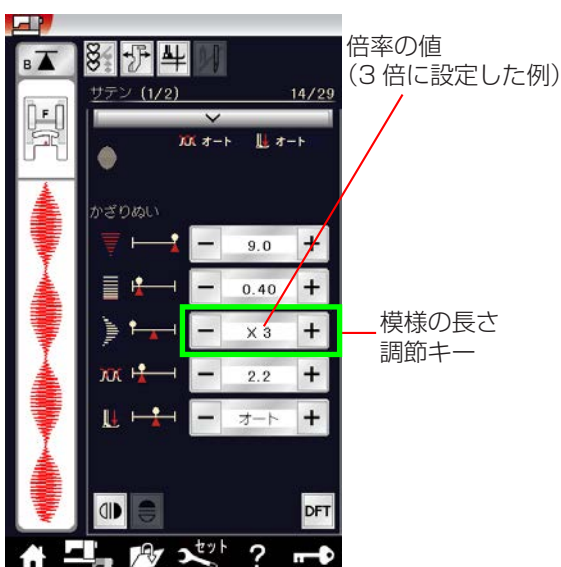 倍率の値
(3 倍に設定した例)
B
サテン (1/2) 14/29
F
オート オート
かざりぬい
− 9.0 +
− 0.40 +
− X 3 +
模様の長さ
調節キー
− 2.2 +
− オート +
DFT
セット
?